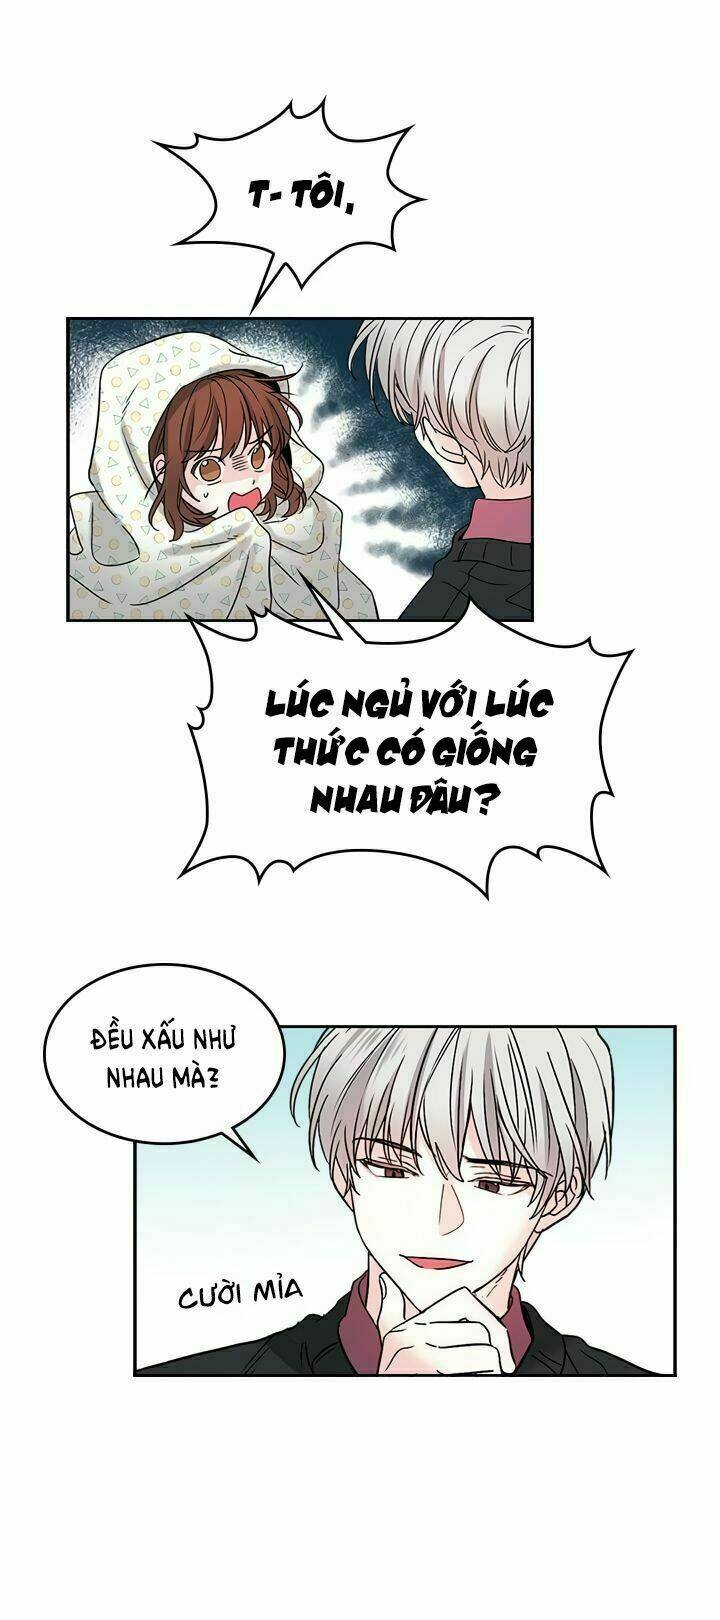 T- TÔI,
LÚC NGỦ VỚI LÚC
THỨC CÓ GIỐNG
NHAU ĐÂU?
ĐỀU XẤU NHƯ
NHAU MÀ?
CƯỜI MỈA